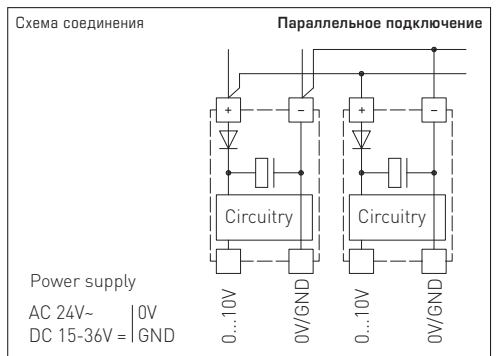 Схема соединения
Параллельное подключение
+ − + −
Circuitry Circuitry
Power supply
AC 24V~ 0V
DC 15-36V = GND
0...10V
0V/GND
0...10V
0V/GND